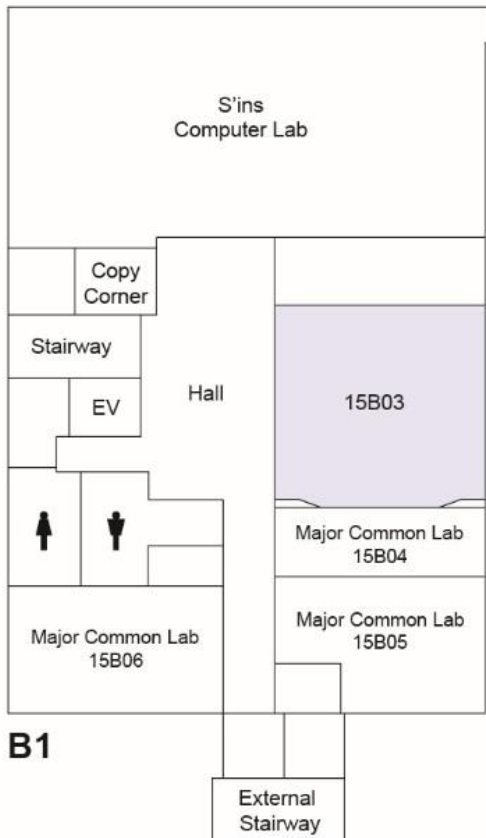 S'ins
Computer Lab
Copy
Corner
Stairway
EV
Hall
15B03
Major Common Lab
15B04
Major Common Lab
15B05
Major Common Lab
15B06
B1
External
Stairway